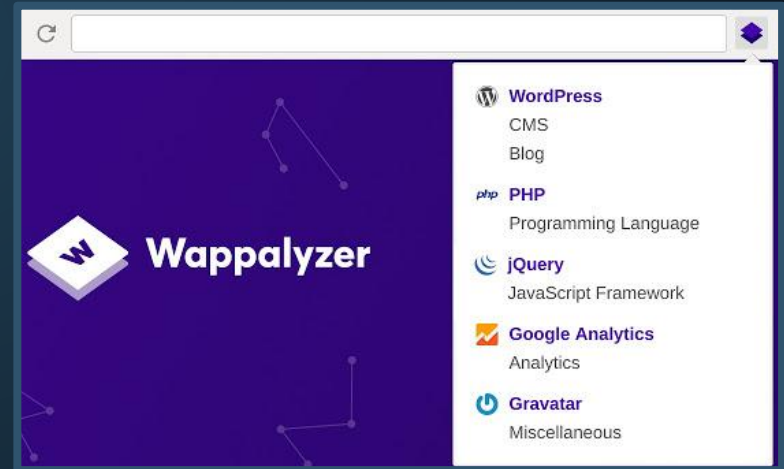 WordPress
CMS
Blog
php PHP
Programming Language
jQuery
JavaScript Framework
Google Analytics
Analytics
Gravatar
Miscellaneous
W Wappalyzer